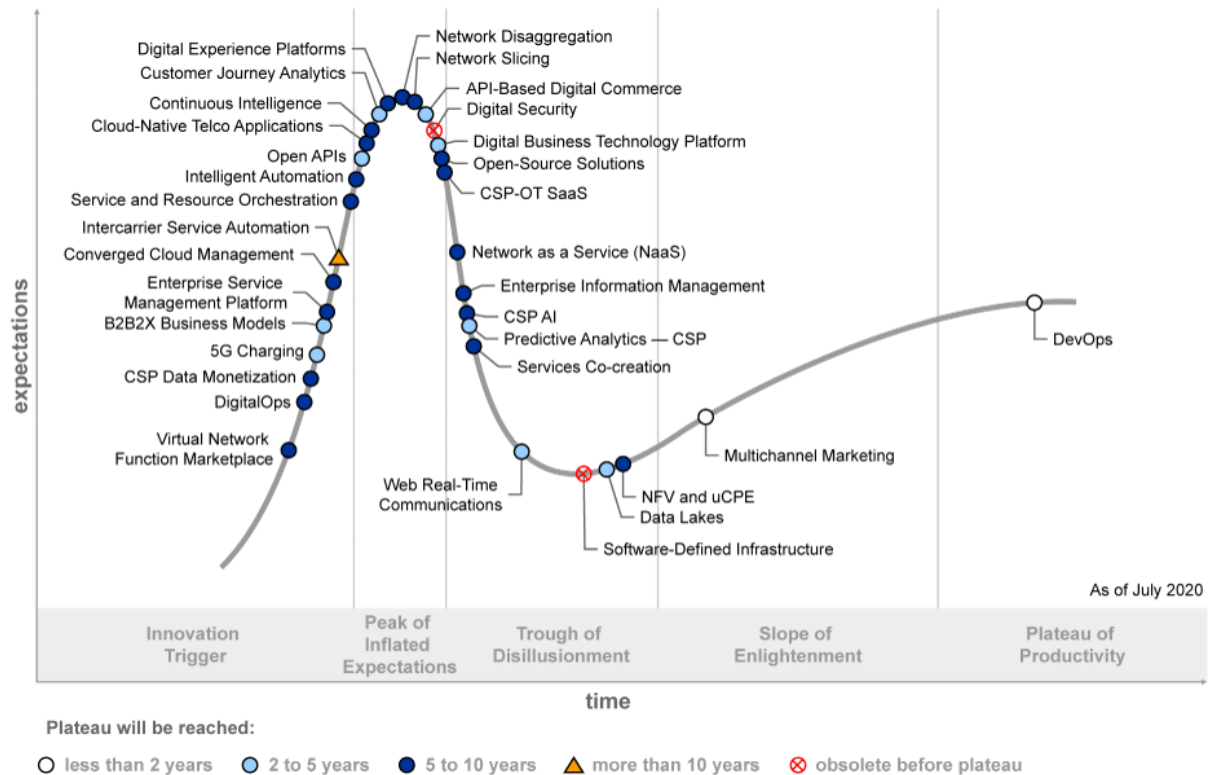 Digital Experience Platforms
Customer Journey Analytics
Continuous Intelligence
Cloud-Native Telco Applications
Open APIs
Intelligent Automation
Service and Resource Orchestration
Intercarrier Service Automation
Converged Cloud Management
Enterprise Service
Management Platform
B2B2X Business Models
5G Charging
CSP Data Monetization
DigitalOps
Virtual Network
Function Marketplace
Network Disaggregation
Network Slicing
API-Based Digital Commerce
Digital Security
Digital Business Technology Platform
Open-Source Solutions
CSP-OT SaaS
Network as a Service (NaaS)
Enterprise Information Management
CSP AI
Predictive Analytics — CSP
Services Co-creation
Web Real-Time
Communications
NFV and uCPE
Data Lakes
Software-Defined Infrastructure
Multichannel Marketing
DevOps
expectations
As of July 2020
Innovation
Trigger
Peak of
Inflated
Expectations
Trough of
Disillusionment
Slope of
Enlightenment
Plateau of
Productivity
time
Plateau will be reached:
less than 2 years
2 to 5 years
5 to 10 years
more than 10 years
obsolete before plateau